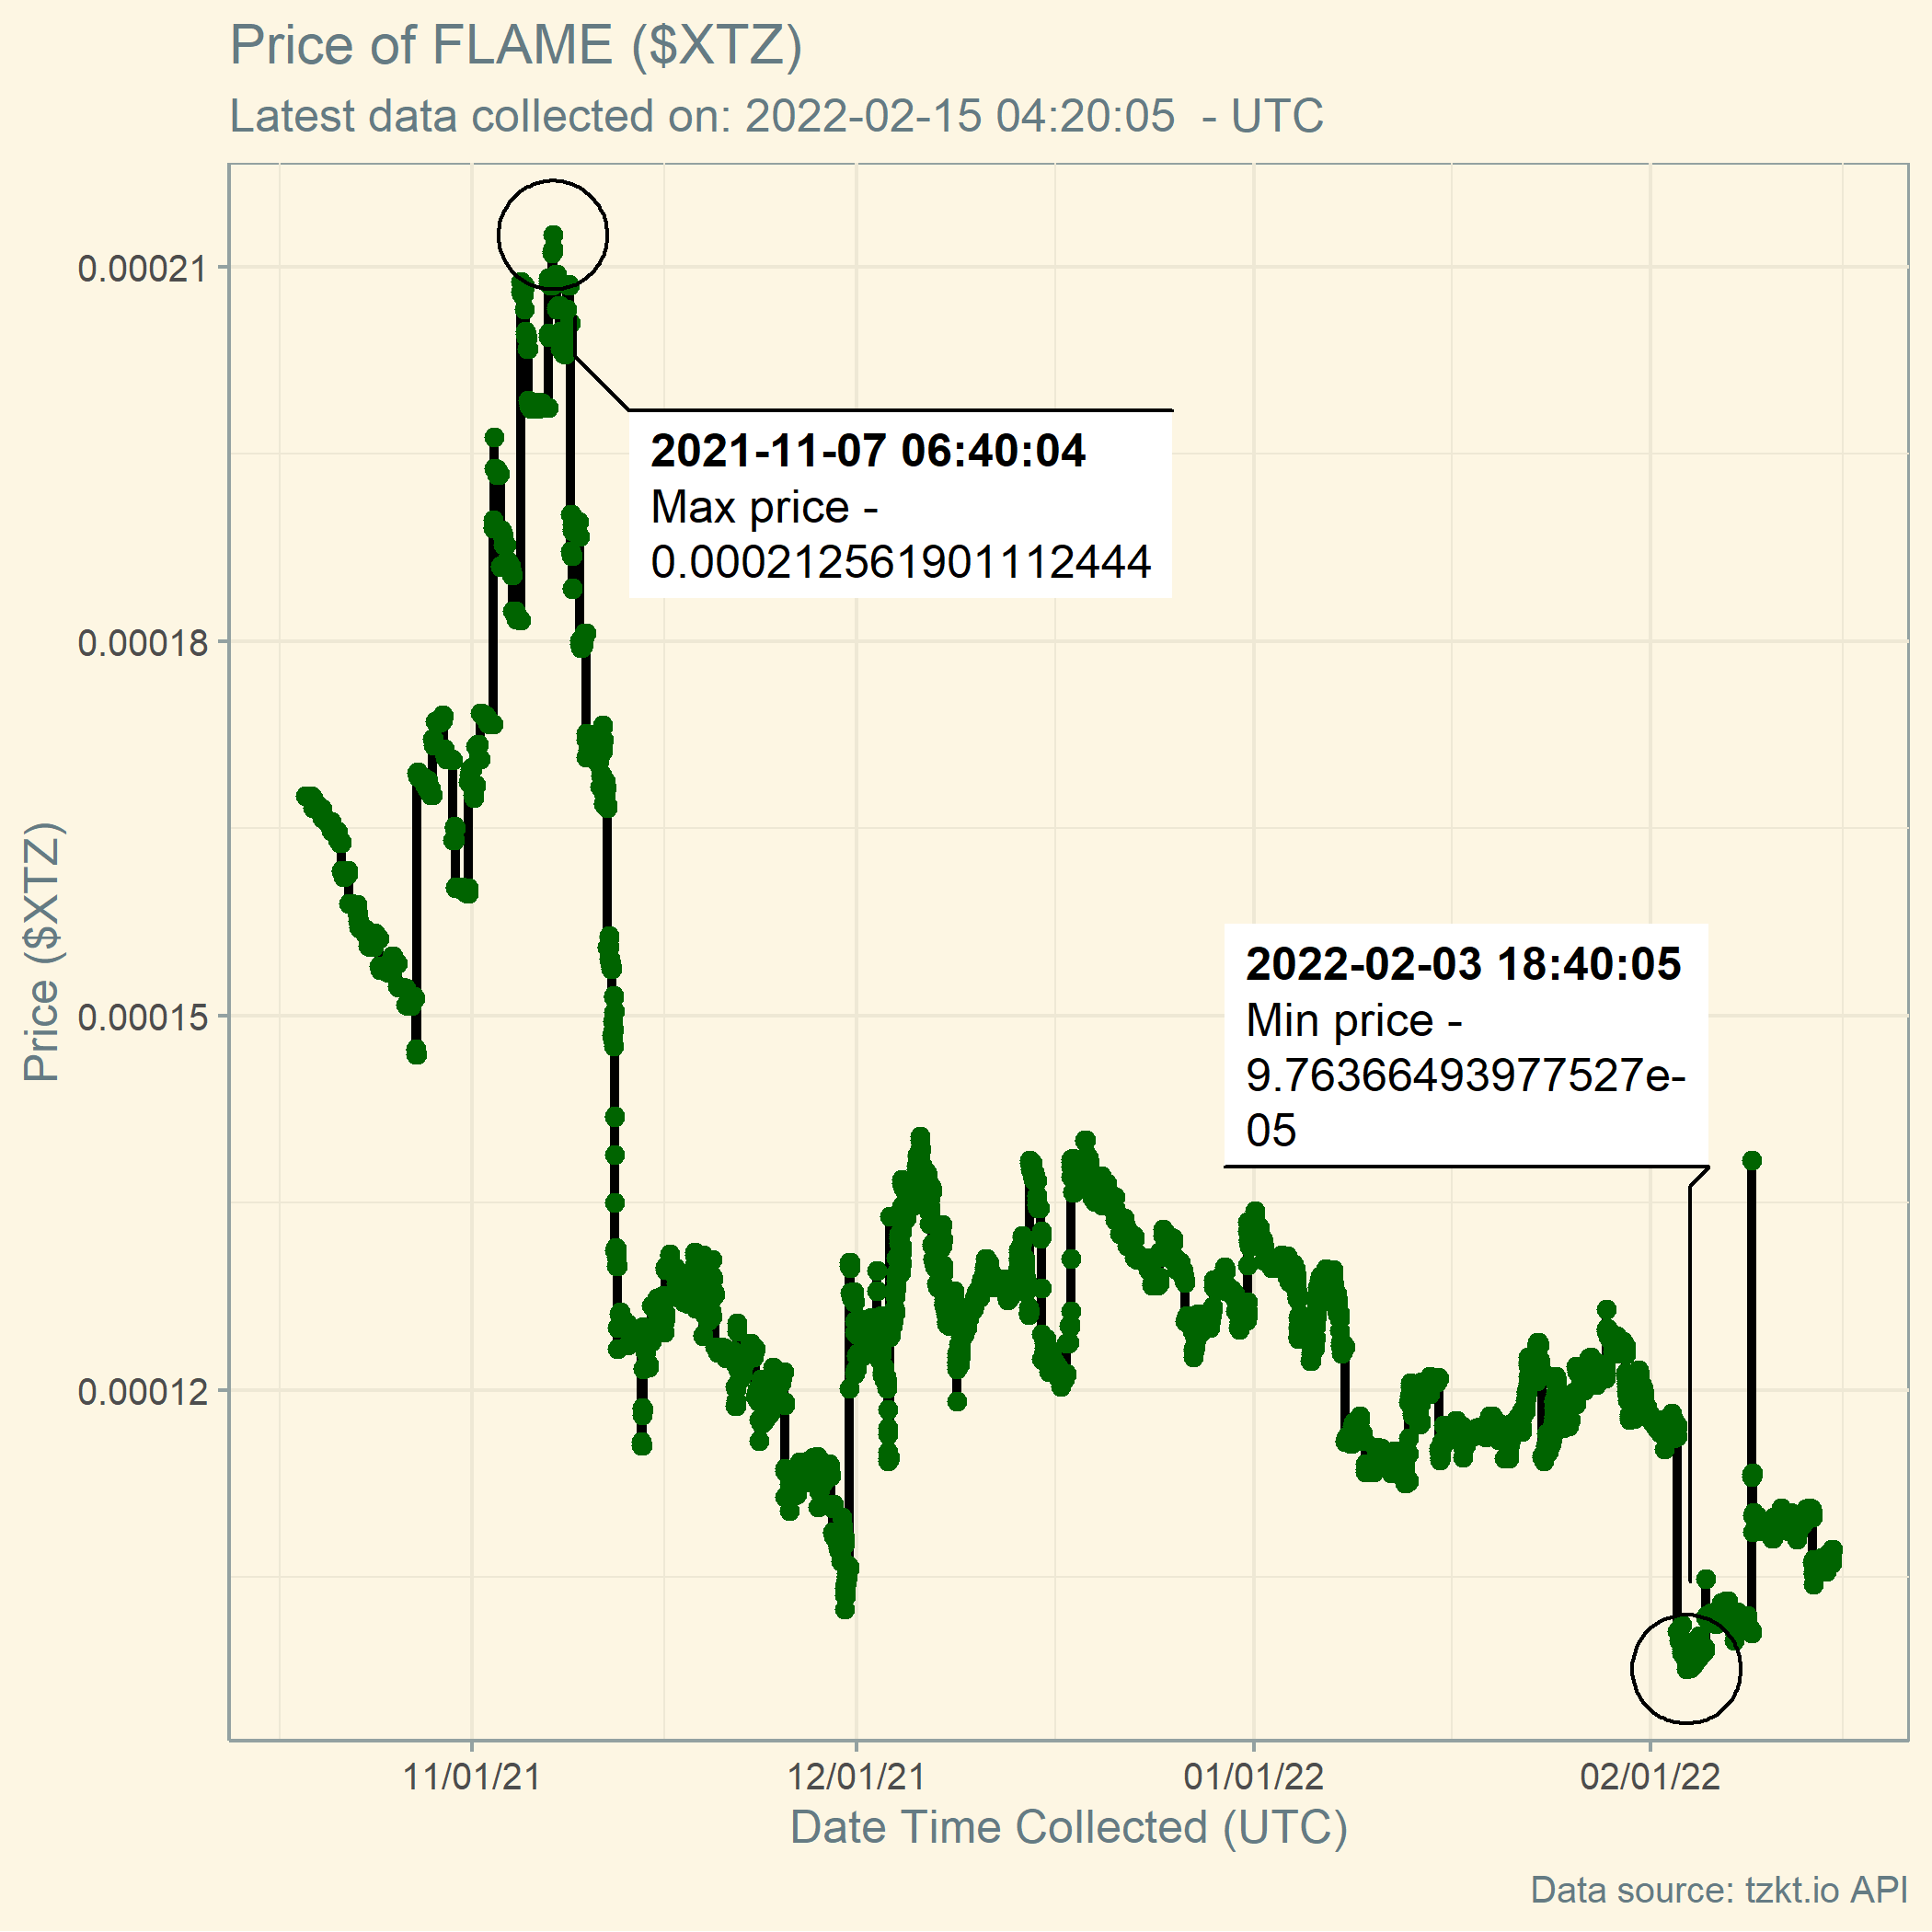 Price of FLAME ($XTZ)
Latest data collected on: 2022-02-15 04:20:05  - UTC
0.00021
2021-11-07 06:40:04
Max price -
0.000212561901112444
0.00018
Price ($XTZ)
2022-02-03 18:40:05
Min price -
9.76366493977527e-
05
0.00015
0.00012
11/01/21
12/01/21
01/01/22
02/01/22
Date Time Collected (UTC)
Data source: tzkt.io API